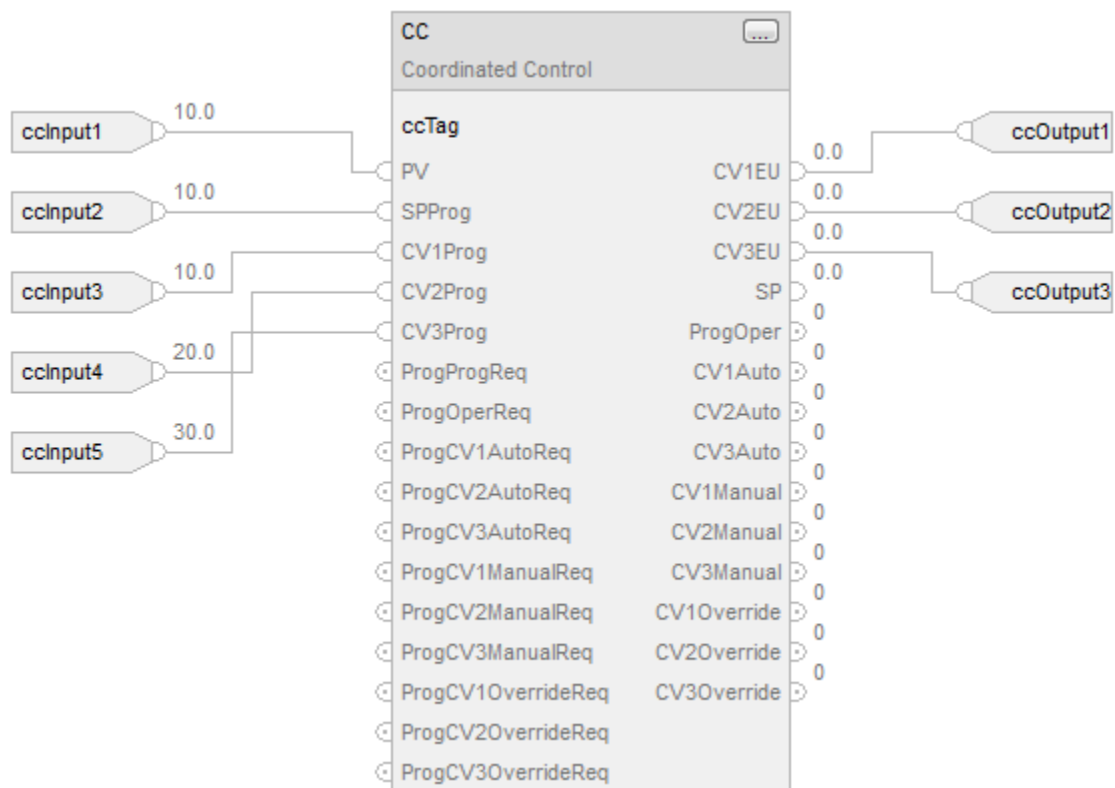 CC
...
Coordinated Control
ccTag
ccInput1 10.0
PV CV1EU 0.0 ccOutput1
ccInput2 10.0
SPProg CV2EU 0.0 ccOutput2
CV1Prog CV3EU 0.0
ccInput3 10.0
CV2Prog SP 0.0 ccOutput3
CV3Prog ProgOper 0
ccInput4 20.0
ProgProgReq CV1Auto 0
ProgOperReq CV2Auto 0
ccInput5 30.0
ProgCV1AutoReq CV3Auto 0
ProgCV2AutoReq CV1Manual 0
ProgCV3AutoReq CV2Manual 0
ProgCV1ManualReq CV3Manual 0
ProgCV2ManualReq CV1Override 0
ProgCV3ManualReq CV2Override 0
ProgCV1OverrideReq CV3Override 0
ProgCV2OverrideReq
ProgCV3OverrideReq